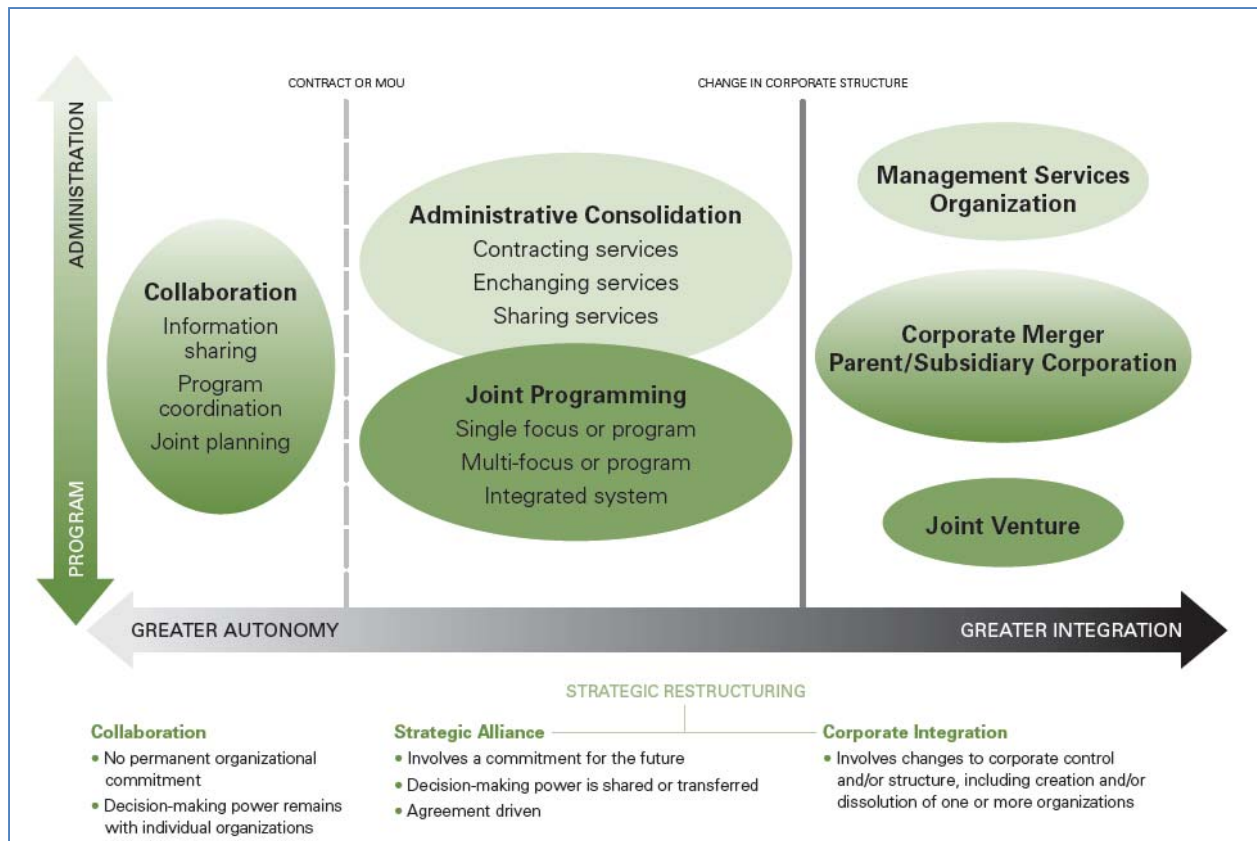 CONTRACT OR MOU
CHANGE IN CORPORATE STRUCTURE
ADMINISTRATION
PROGRAM
Collaboration
Information
sharing
Program
coordination
Joint planning
Administrative Consolidation
Contracting services
Enchanging services
Sharing services
Joint Programming
Single focus or program
Multi-focus or program
Integrated system
Management Services
Organization
Corporate Merger
Parent/Subsidiary Corporation
Joint Venture
GREATER AUTONOMY
GREATER INTEGRATION
STRATEGIC RESTRUCTURING
Collaboration
• No permanent organizational
commitment
• Decision-making power remains
with individual organizations
Strategic Alliance
• Involves a commitment for the future
• Decision-making power is shared or transferred
• Agreement driven
Corporate Integration
• Involves changes to corporate control
and/or structure, including creation and/or
dissolution of one or more organizations